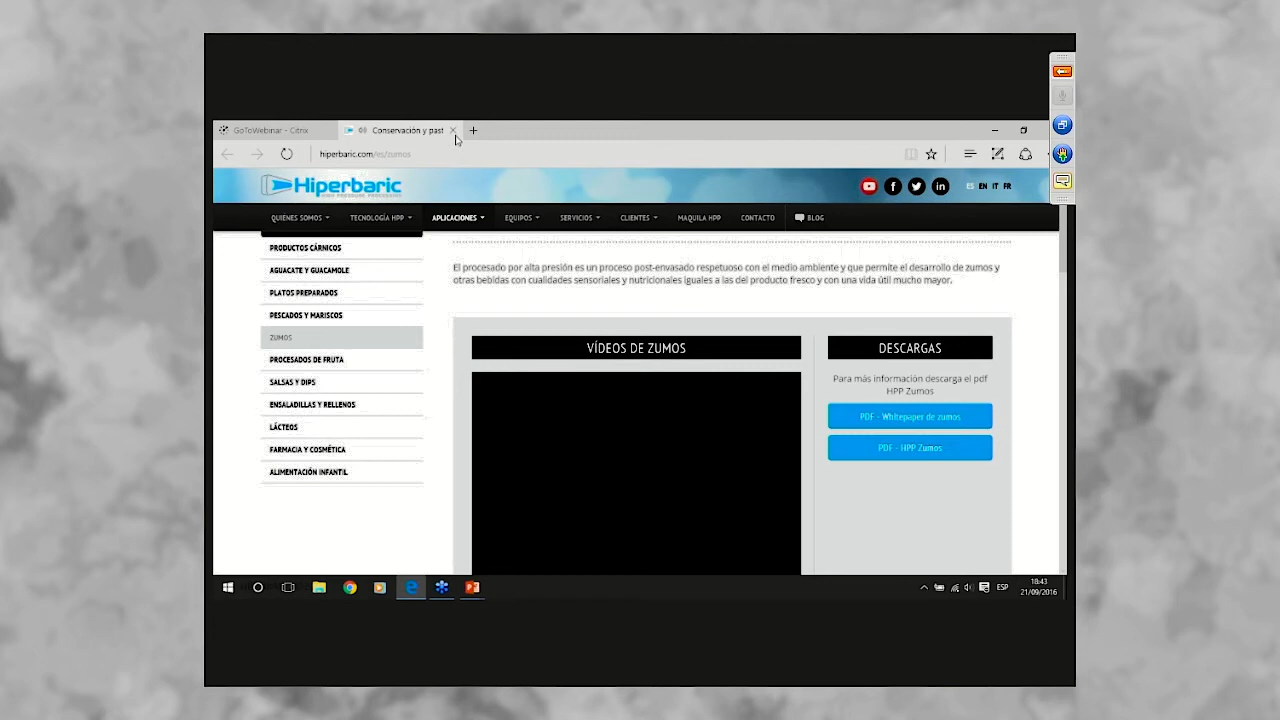 GoToWebinar - Citrix
Conservación y past
hiperbaric.com/es/zumos
Hiperbaric
HIGH PRESSURE PROCESSING
ES EN IT FR
QUIENES SOMOS TECNOLOGÍA HPP APLICACIONES EQUIPOS SERVICIOS CLIENTES MAQUILA HPP CONTACTO BLOG
PRODUCTOS CÁRNICOS
AGUACATE Y GUACAMOLE
PLATOS PREPARADOS
PESCADOS Y MARISCOS
ZUMOS
PROCESADOS DE FRUTA
SALSAS Y DIPS
ENSALADILLAS Y RELLENOS
LÁCTEOS
FARMACIA Y COSMÉTICA
ALIMENTACIÓN INFANTIL
El procesado por alta presión es un proceso post-envasado respetuoso con el medio ambiente y que permite el desarrollo de zumos y
otras bebidas con cualidades sensoriales y nutricionales iguales a las del producto fresco y con una vida útil mucho mayor.
VÍDEOS DE ZUMOS
DESCARGAS
Para más información descarga el pdf
HPP Zumos
PDF - Whitepaper de zumos
PDF - HPP Zumos
ESP
18:43
21/09/2016